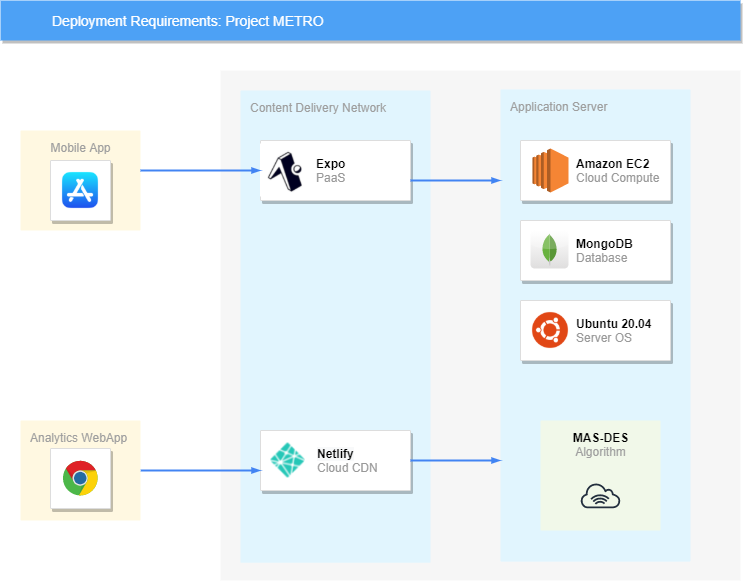 Deployment Requirements: Project METRO
Mobile App
Analytics WebApp
Content Delivery Network
Expo
PaaS
Netlify
Cloud CDN
Application Server
Amazon EC2
Cloud Compute
MongoDB
Database
Ubuntu 20.04
Server OS
MAS-DES
Algorithm